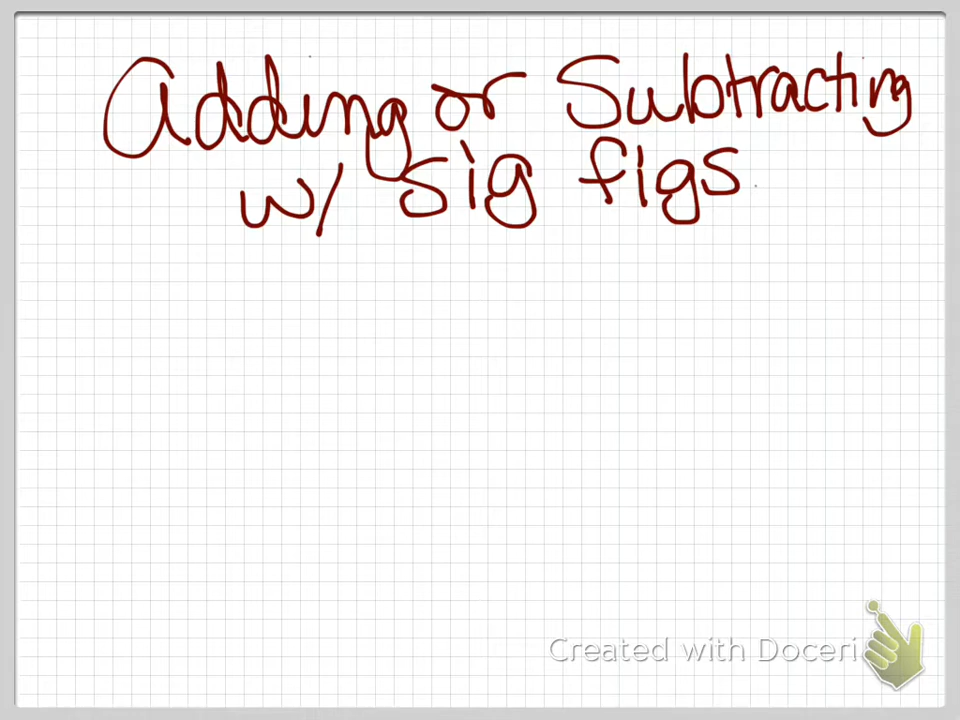 Adding or Subtracting
w/ sig figs
Created with Doceri